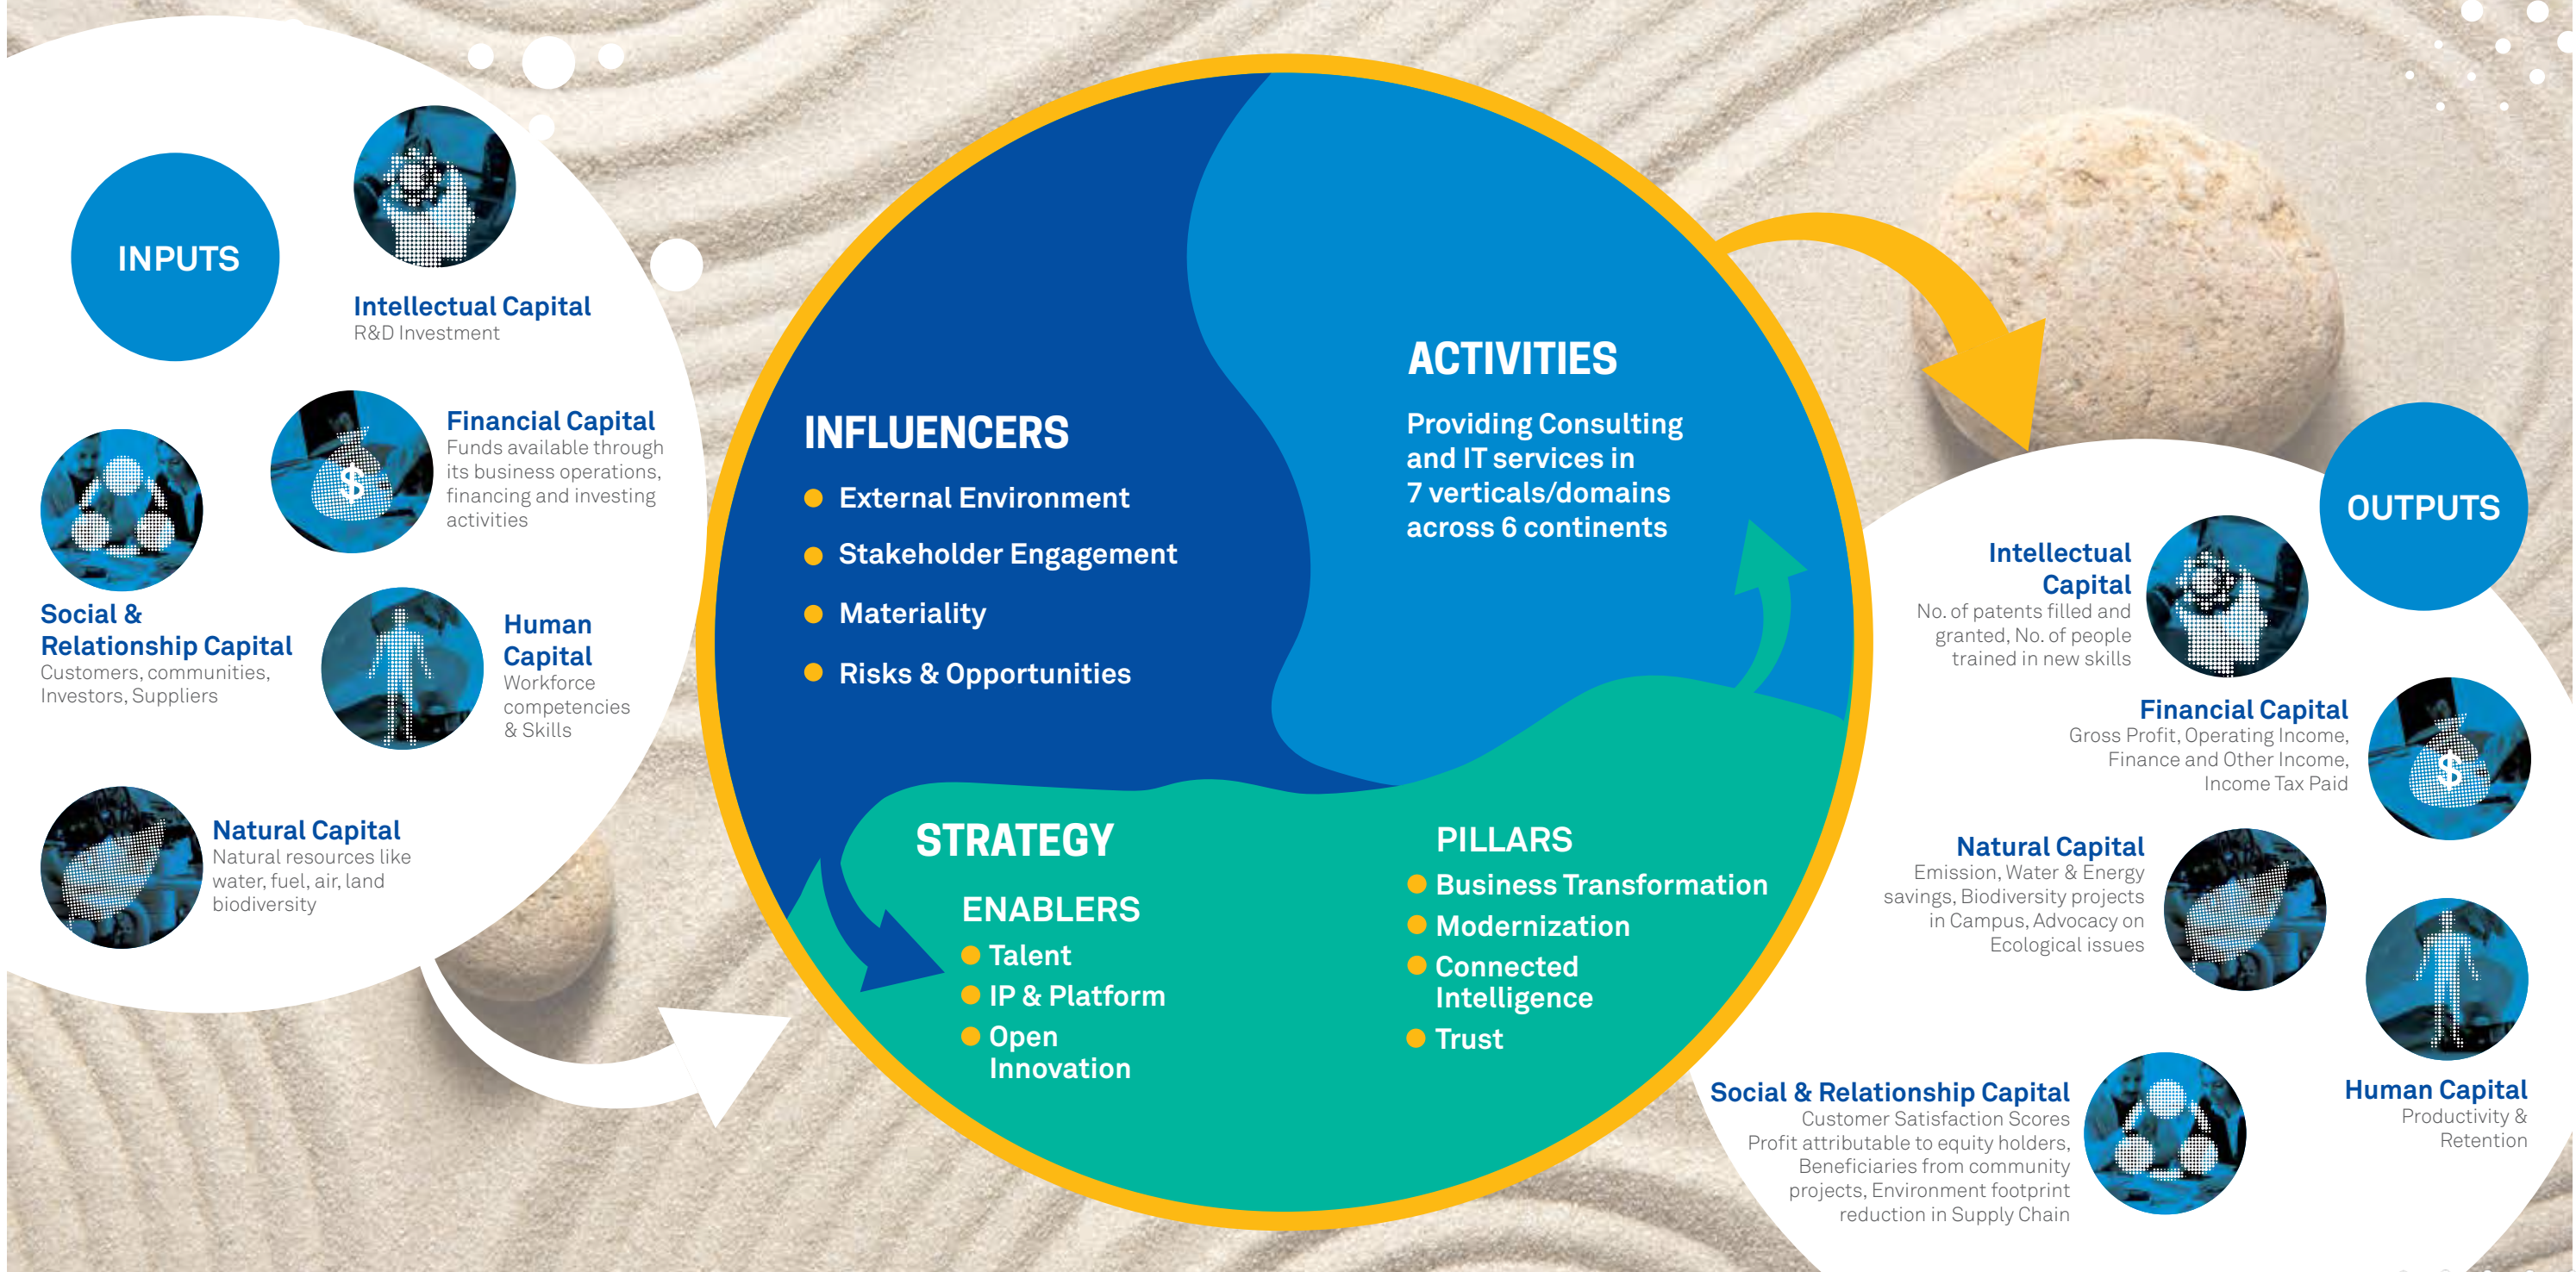 INPUTS
Intellectual Capital
R&D Investment
Financial Capital
Funds available through
its business operations,
financing and investing
activities
Social &
Relationship Capital
Customers, communities,
Investors, Suppliers
Human
Capital
Workforce
competencies
& Skills
Natural Capital
Natural resources like
water, fuel, air, land
biodiversity
INFLUENCERS
External Environment
Stakeholder Engagement
Materiality
Risks & Opportunities
ACTIVITIES
Providing Consulting
and IT services in
7 verticals/domains
across 6 continents
STRATEGY
ENABLERS
Talent
IP & Platform
Open
Innovation
PILLARS
Business Transformation
Modernization
Connected
Intelligence
Trust
OUTPUTS
Intellectual
Capital
No. of patents filled and
granted, No. of people
trained in new skills
Financial Capital
Gross Profit, Operating Income,
Finance and Other Income,
Income Tax Paid
Natural Capital
Emission, Water & Energy
savings, Biodiversity projects
in Campus, Advocacy on
Ecological issues
Human Capital
Productivity &
Retention
Social & Relationship Capital
Customer Satisfaction Scores
Profit attributable to equity holders,
Beneficiaries from community
projects, Environment footprint
reduction in Supply Chain